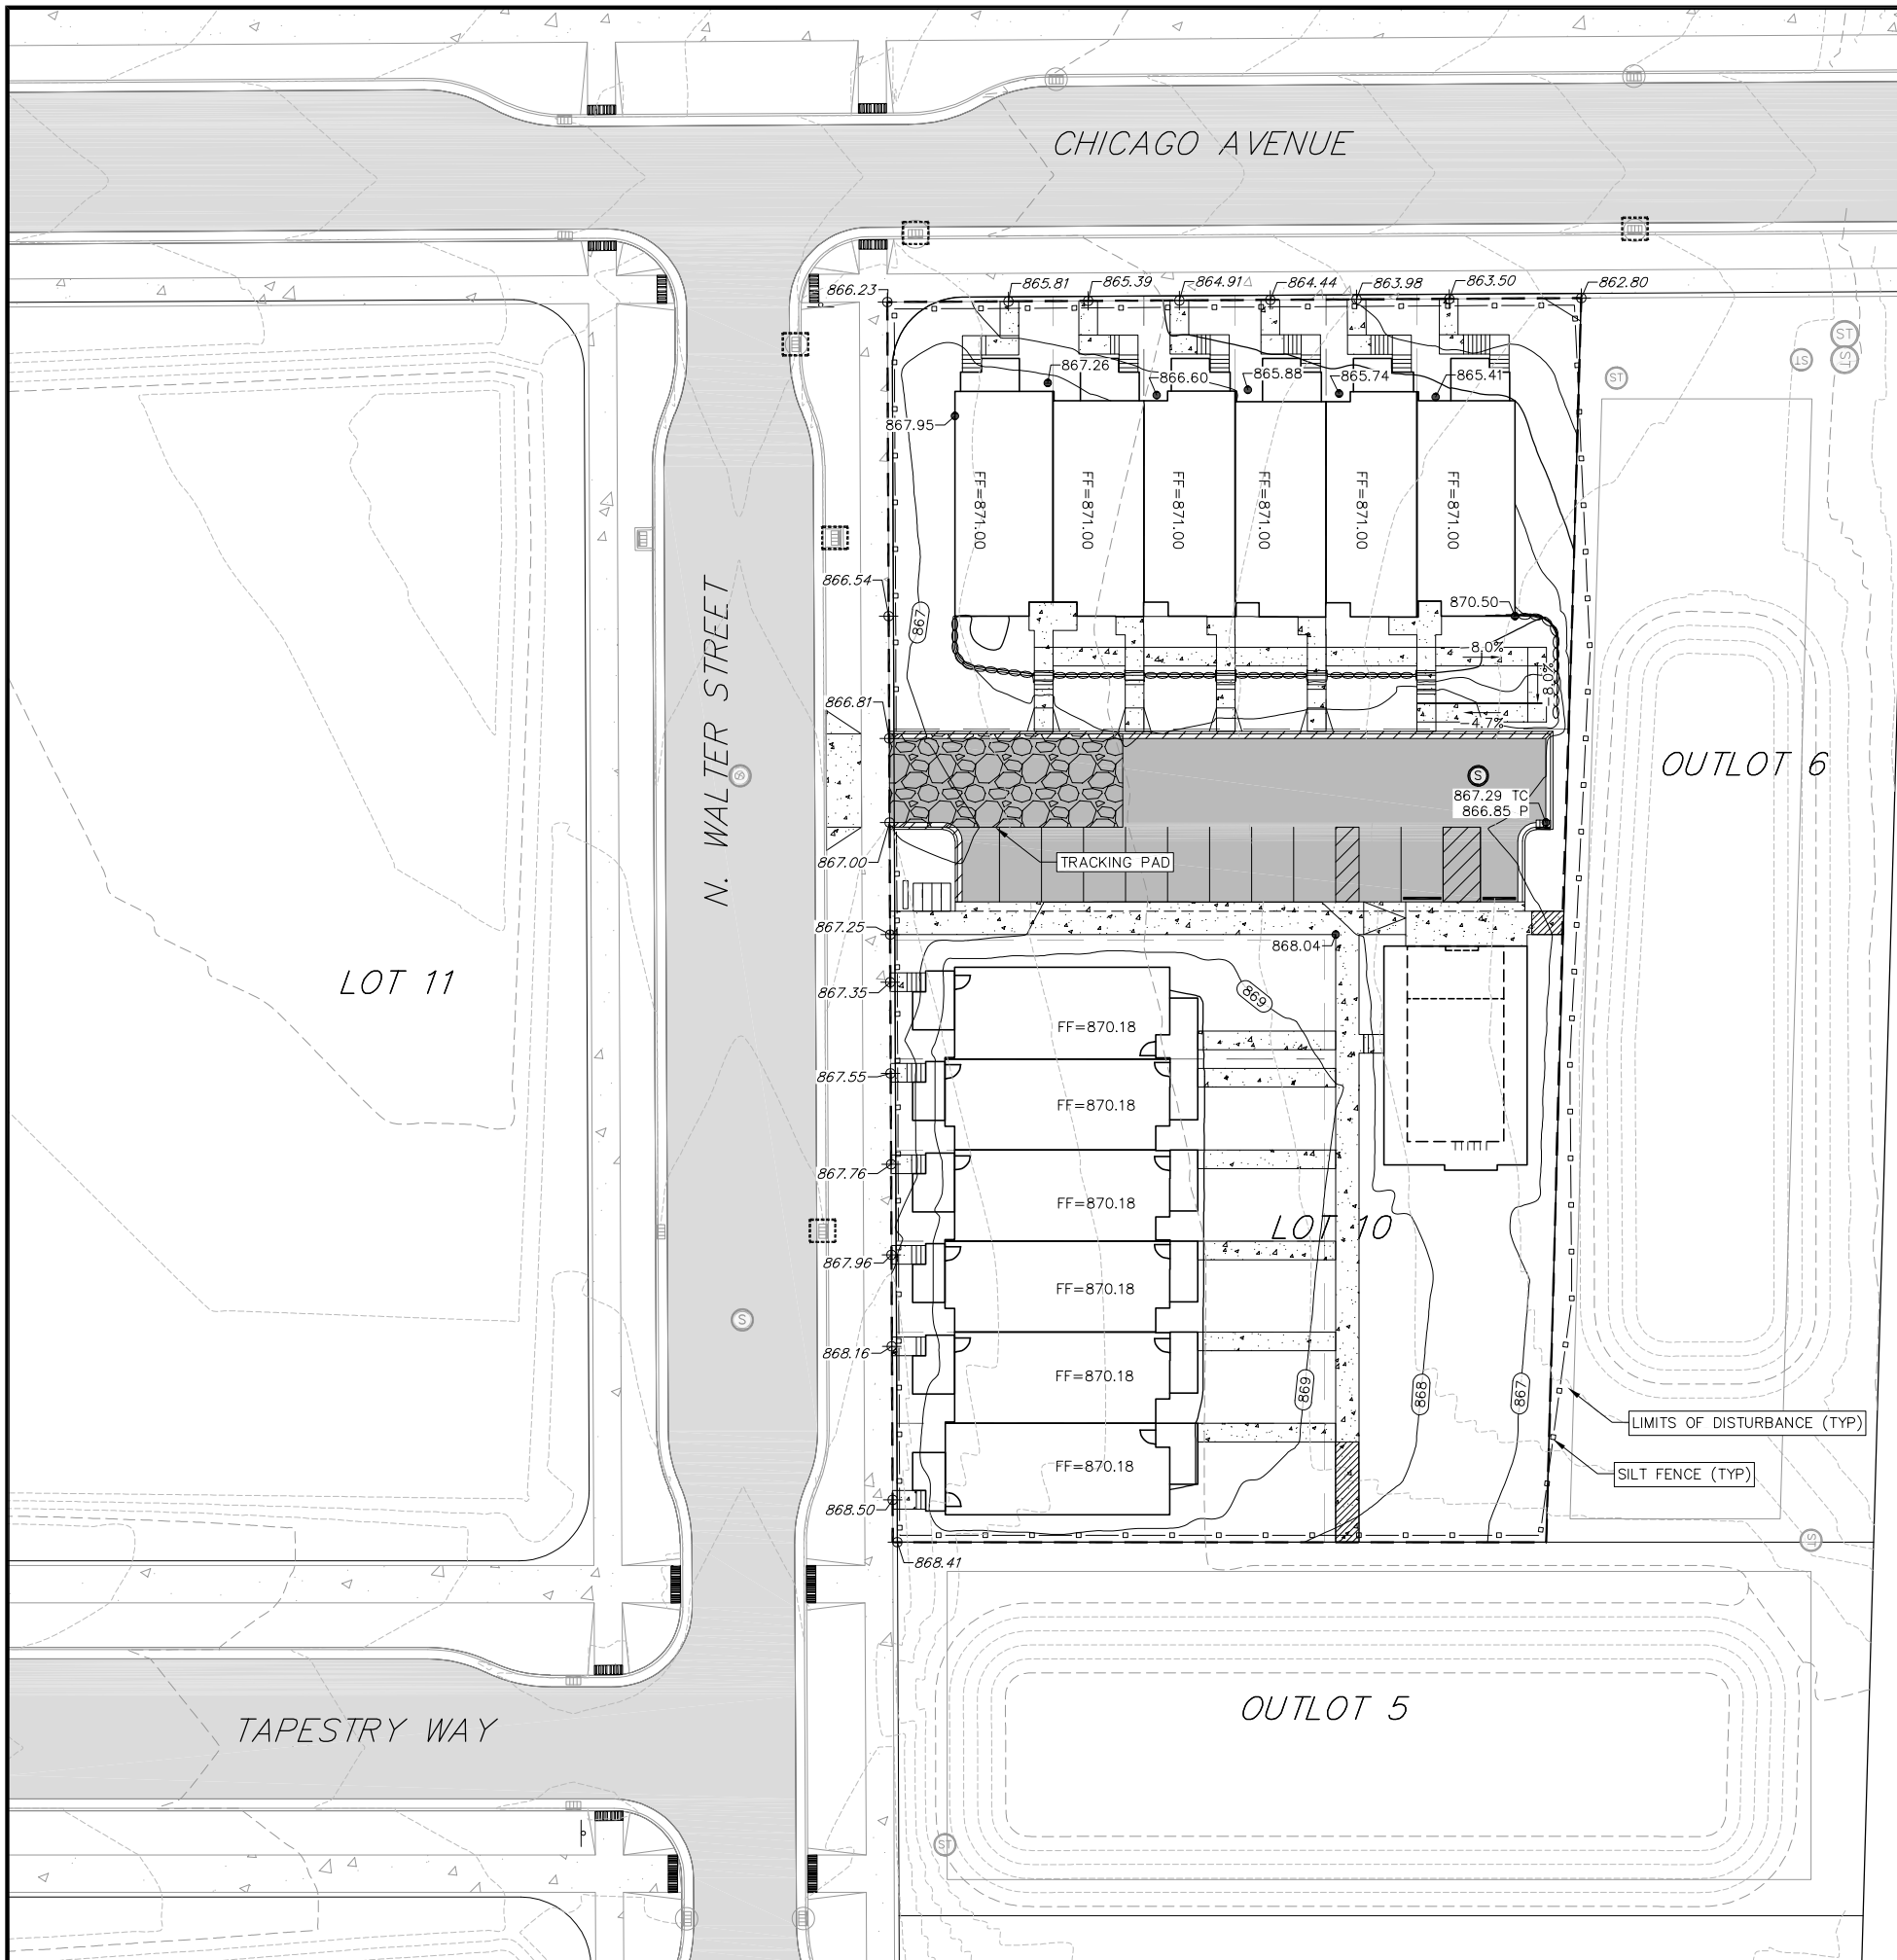 CHICAGO AVENUE
866.23
865.81
865.39
864.91
864.44
863.98
863.50
862.80
ST
ST
ST
ST
867.26
866.60
865.88
865.74
865.41
867.95
FF=871.00
FF=871.00
FF=871.00
FF=871.00
FF=871.00
FF=871.00
866.54
867
870.50
8.0%
8.0%
4.7%
N. WALTER STREET
866.81
OUTLOT 6
S
S
867.29 TC
866.85 P
867.00
TRACKING PAD
867.25
868.04
LOT 11
867.35
869
FF=870.18
867.55
FF=870.18
867.76
FF=870.18
LOT 10
867.96
FF=870.18
S
868.16
FF=870.18
869
868
867
LIMITS OF DISTURBANCE (TYP)
FF=870.18
SILT FENCE (TYP)
868.50
ST
868.41
OUTLOT 5
TAPESTRY WAY
ST